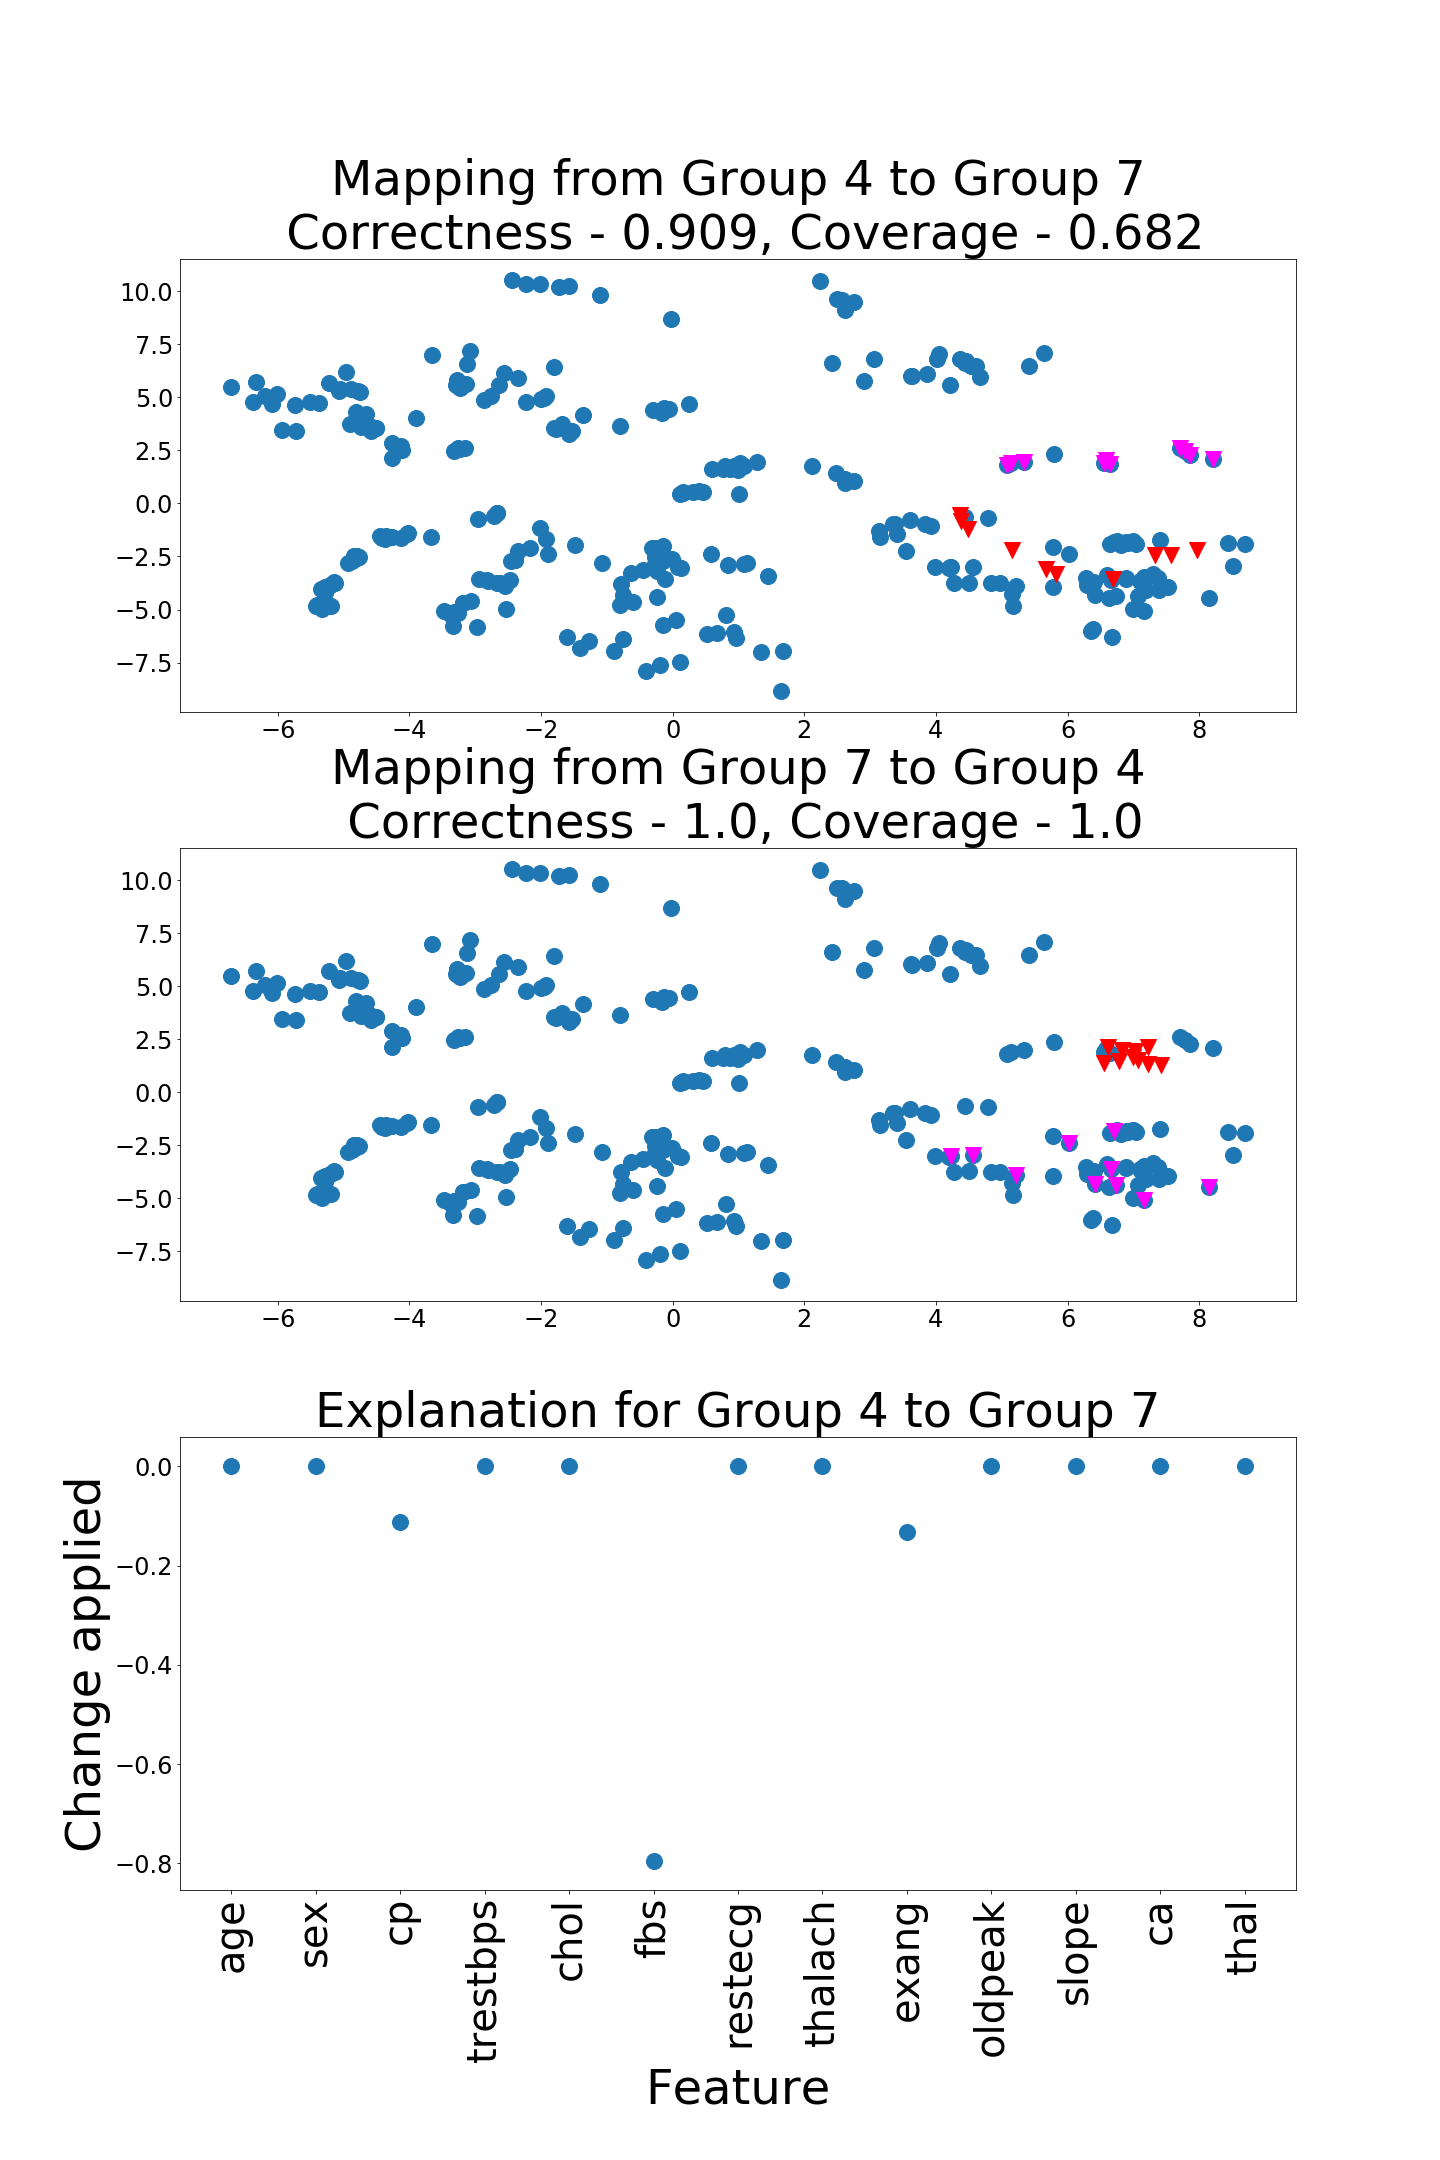 Mapping from Group 4 to Group 7
Correctness - 0.909, Coverage - 0.682
10.0
7.5
5.0
2.5
0.0
−2.5
−5.0
−7.5
−6 −4 −2 0 2 4 6 8
Mapping from Group 7 to Group 4
Correctness - 1.0, Coverage - 1.0
10.0
7.5
5.0
2.5
0.0
−2.5
−5.0
−7.5
−6 −4 −2 0 2 4 6 8
Explanation for Group 4 to Group 7
Change applied
0.0
−0.2
−0.4
−0.6
−0.8
age sex cp trestbps chol fbs restecg thalach exang oldpeak slope ca thal
Feature